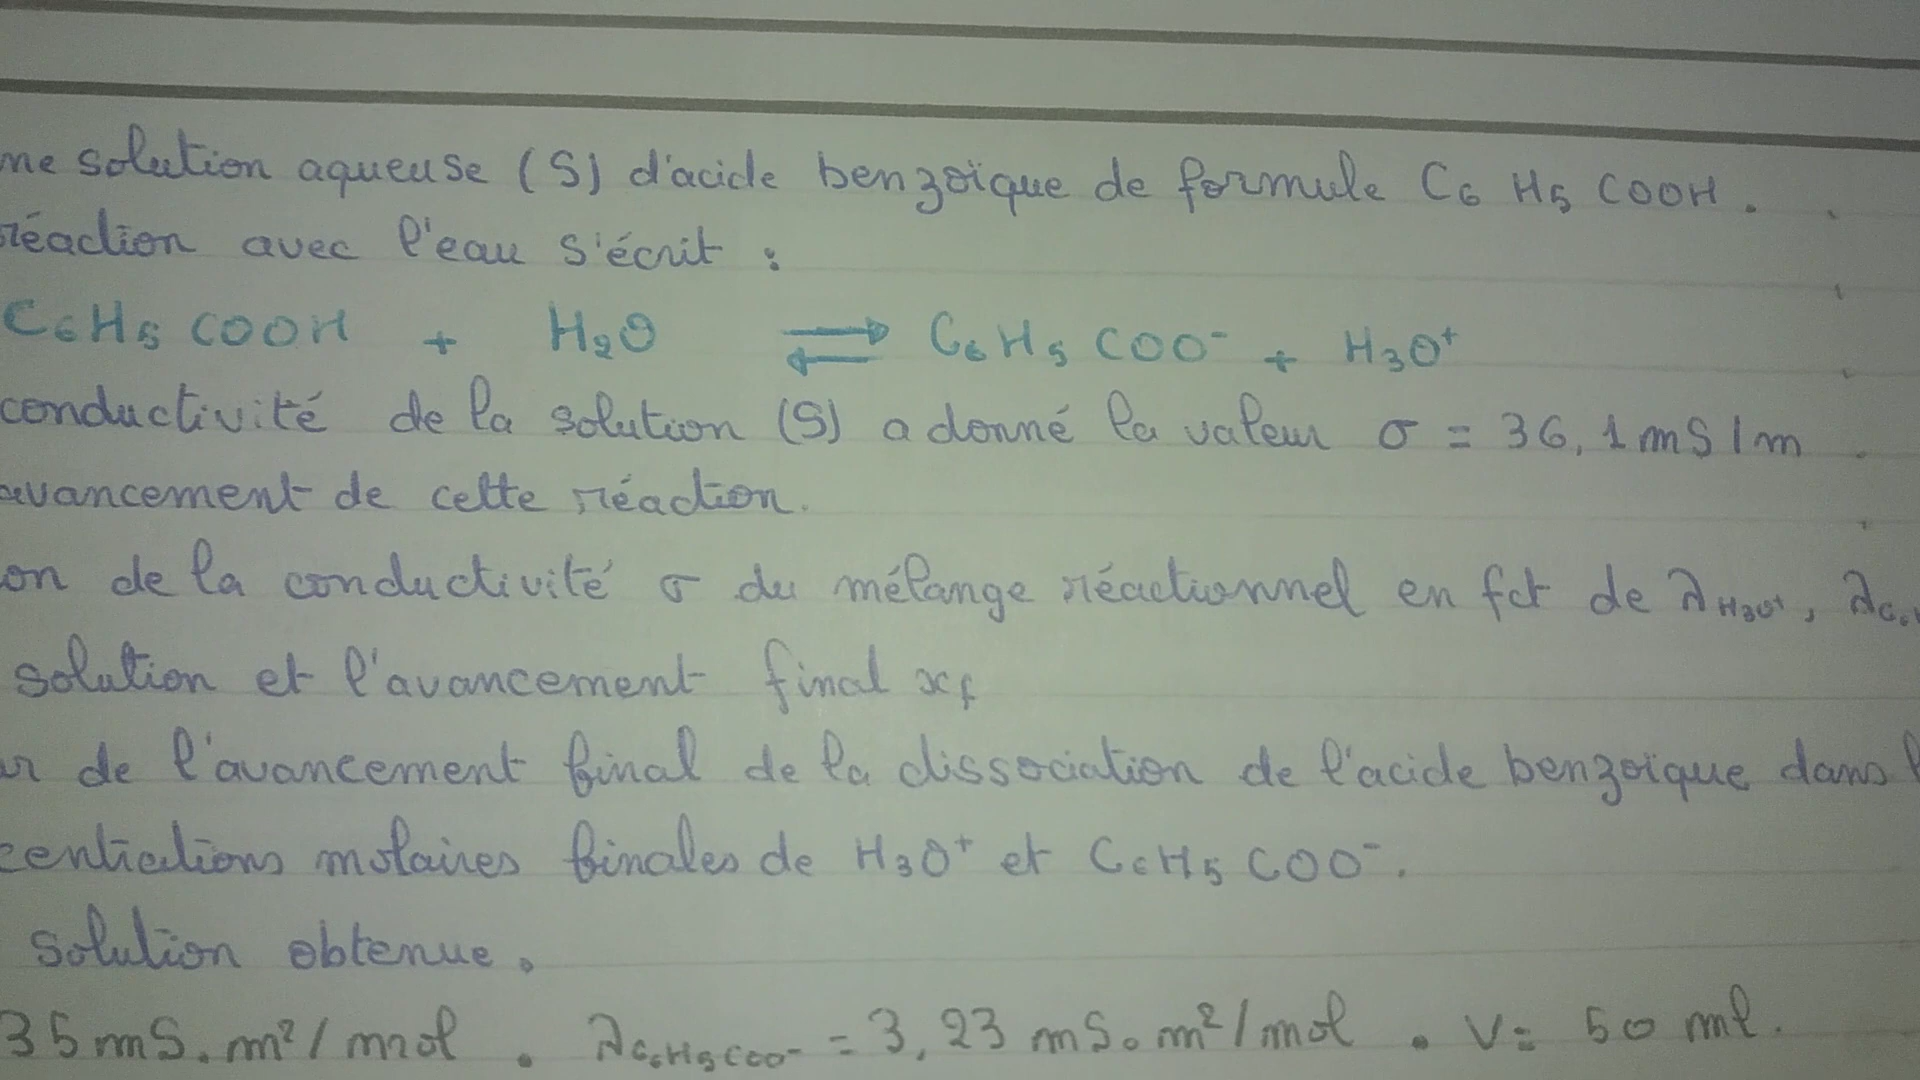 ne solution aqueuse (S) d'acide benzoïque de formule C6 H5 COOH.
réaction avec l'eau s'écrit :
C6H5 COOH + H2O ⇌ C6H5 COO- + H3O+
conductivité de la solution (S) a donné la valeur σ = 36,1 mS/m
avancement de cette réaction.
on de la conductivité σ du mélange réactionnel en fct de λH3O+,
solution et l'avancement final xf
ur de l'avancement final de la dissociation de l'acide benzoïque dans l
centrations molaires finales de H3O+ et C6H5 COO-.
solution obtenue.
35 mS.m²/mol . λC6H5COO- = 3,23 mS.m²/mol . V= 50 ml.